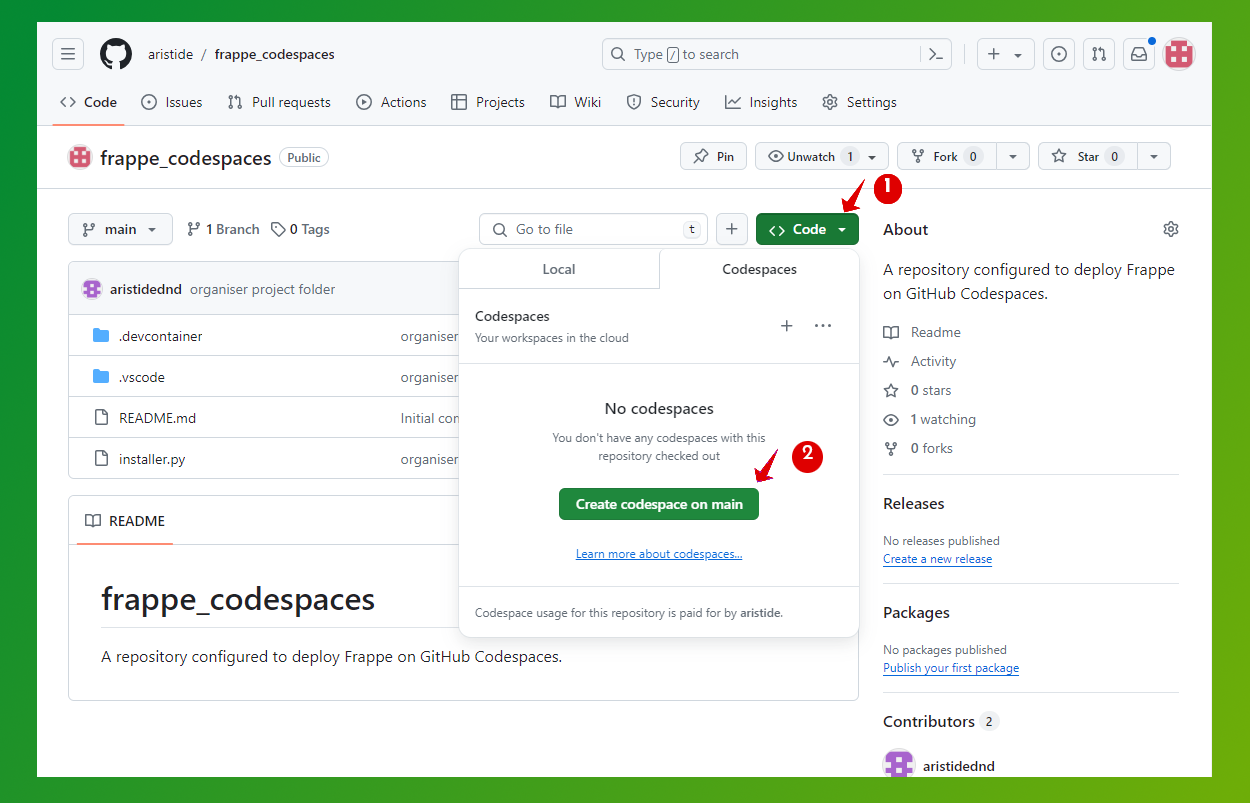 aristide / frappe_codespaces
Type / to search
Code Issues Pull requests Actions Projects Wiki Security Insights Settings
frappe_codespaces Public
Pin Unwatch 1 Fork 0 Star 0
1
main 1 Branch 0 Tags
Go to file t
Code
Local Codespaces
Codespaces
Your workspaces in the cloud
No codespaces
You don't have any codespaces with this
repository checked out
2
Create codespace on main
Learn more about codespaces...
Codespace usage for this repository is paid for by aristide.
aristidednd organiser project folder
.devcontainer organiser
.vscode organiser
README.md Initial con
installer.py organiser
README
frappe_codespaces
A repository configured to deploy Frappe on GitHub Codespaces.
About
A repository configured to deploy Frappe
on GitHub Codespaces.
Readme
Activity
0 stars
1 watching
0 forks
Releases
No releases published
Create a new release
Packages
No packages published
Publish your first package
Contributors 2
aristidednd